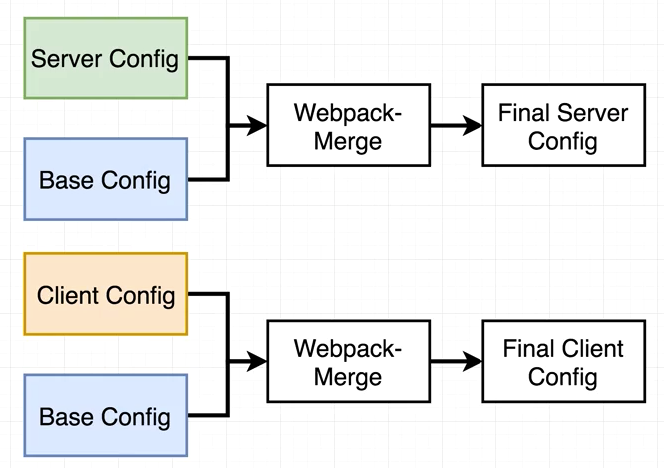 Server Config
Webpack-
Merge
Final Server
Config
Base Config
Client Config
Webpack-
Merge
Final Client
Config
Base Config